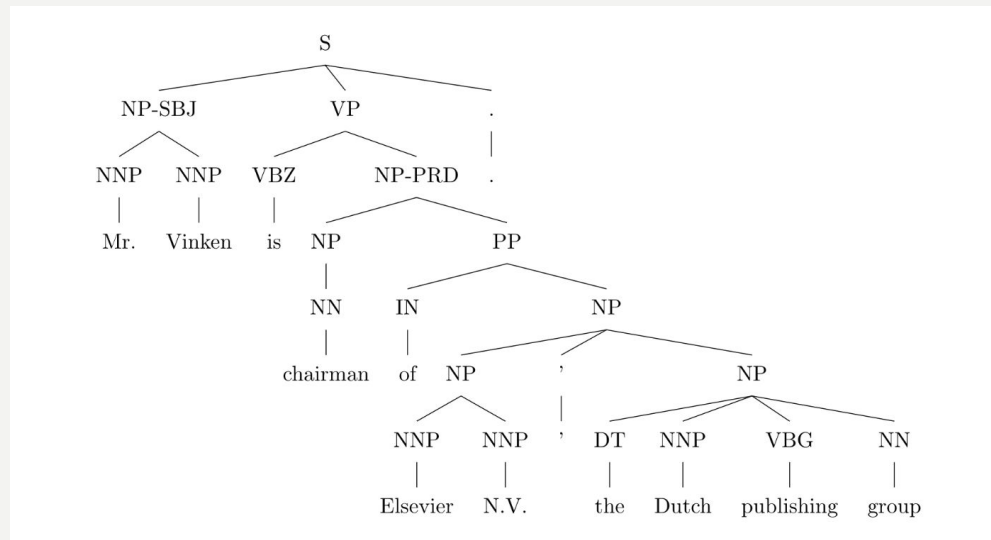 S
NP-SBJ VP .
NNP NNP VBZ NP-PRD .
Mr. Vinken is NP PP
NN IN NP
chairman of NP , NP
NNP NNP , DT NNP VBG NN
Elsevier N.V. the Dutch publishing group